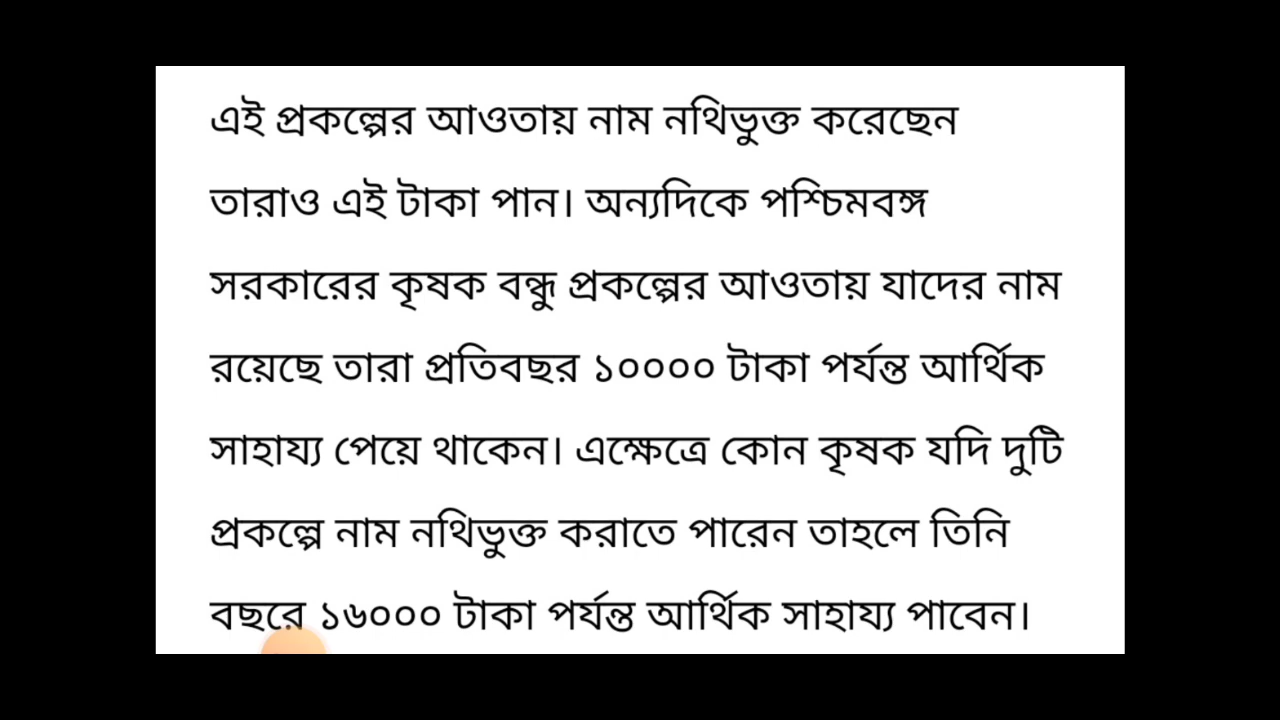 এই প্রকল্পের আওতায় নাম নথিভুক্ত করেছেন
তারাও এই টাকা পান। অন্যদিকে পশ্চিমবঙ্গ
সরকারের কৃষক বন্ধু প্রকল্পের আওতায় যাদের নাম
রয়েছে তারা প্রতিবছর ১০০০০ টাকা পর্যন্ত আর্থিক
সাহায্য পেয়ে থাকেন। এক্ষেত্রে কোন কৃষক যদি দুটি
প্রকল্পে নাম নথিভুক্ত করাতে পারেন তাহলে তিনি
বছরে ১৬০০০ টাকা পর্যন্ত আর্থিক সাহায্য পাবেন।